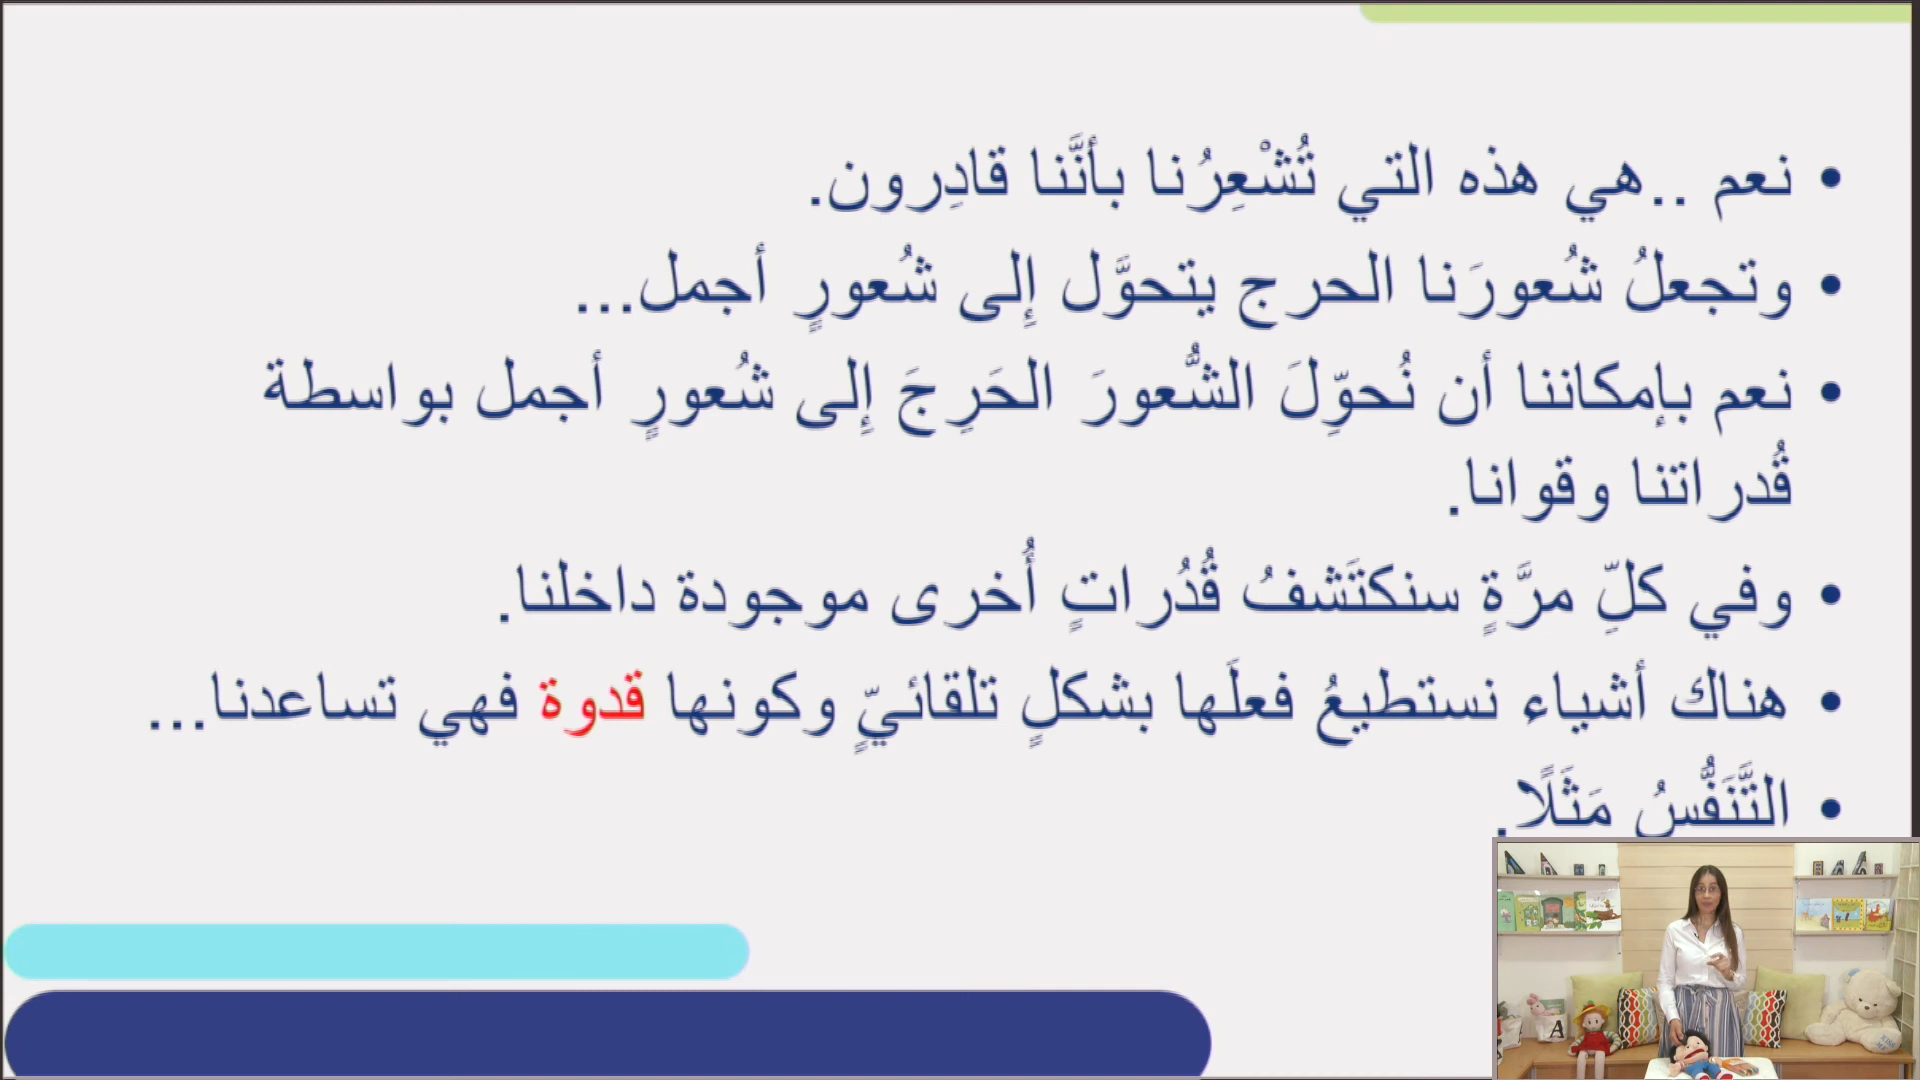 • نعم ..هي هذه التي تُشْعِرُنا بأنَّنا قادِرون.
• وتجعلُ شُعورَنا الحرج يتحوَّل إِلى شُعورٍ أجمل...
• نعم بإمكاننا أن نُحوِّلَ الشُّعورَ الحَرِجَ إِلى شُعورٍ أجمل بواسطة
قُدراتنا وقوانا.
• وفي كلِّ مرَّةٍ سنكتَشفُ قُدُراتٍ أُخرى موجودة داخلنا.
• هناك أشياء نستطيعُ فعلَها بشكلٍ تلقائيٍّ وكونها قدوة فهي تساعدنا...
• التَّنَفُّسُ مَثَلًا.
A